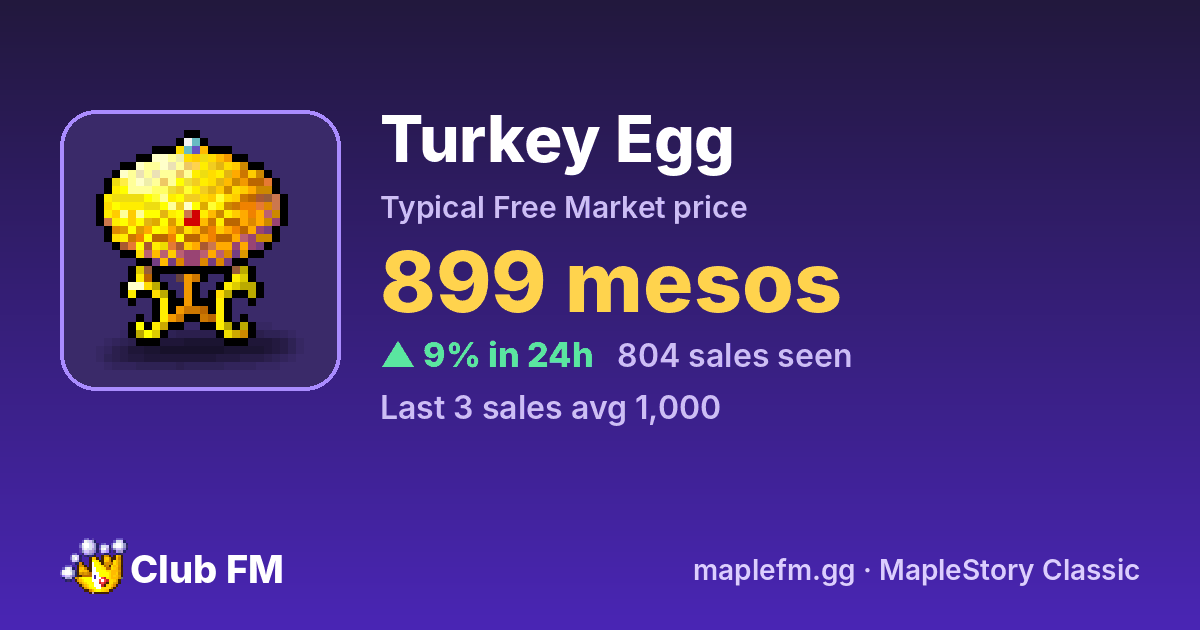 Turkey Egg
Typical Free Market price
899 mesos
▲ 9% in 24h 804 sales seen
Last 3 sales avg 1,000
Club FM
maplefm.gg · MapleStory Classic